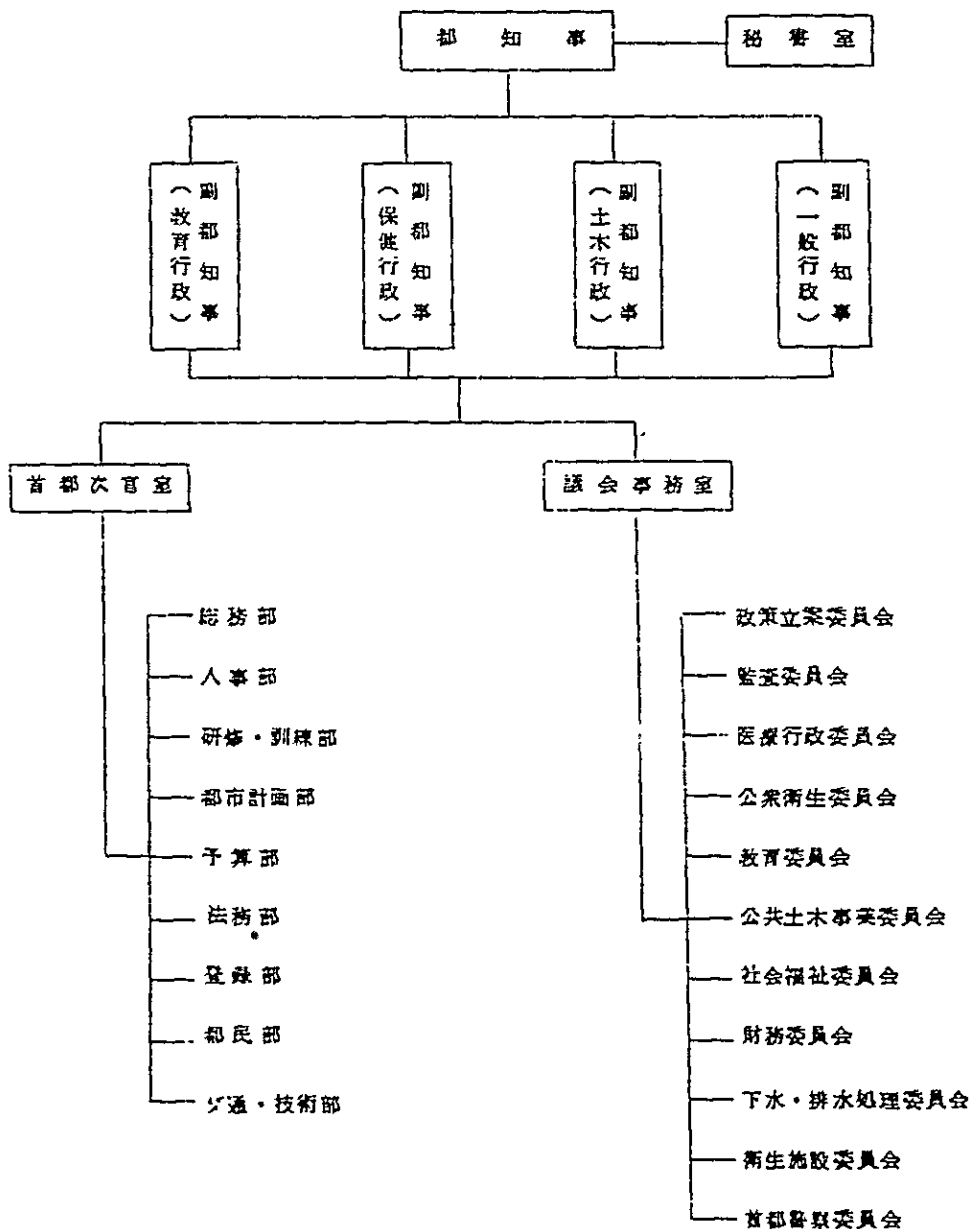 都知事
秘書室
副都知事
(教育行政)
副都知事
(保健行政)
副都知事
(土木行政)
副都知事
(一般行政)
首都次官室
議会事務室
総務部
人事部
研修・訓練部
都市計画部
予算部
法務部
登録部
都民部
交通・技術部
政策立案委員会
監査委員会
医療行政委員会
公衆衛生委員会
教育委員会
公共土木事業委員会
社会福祉委員会
財務委員会
下水・排水処理委員会
衛生施設委員会
首都警察委員会